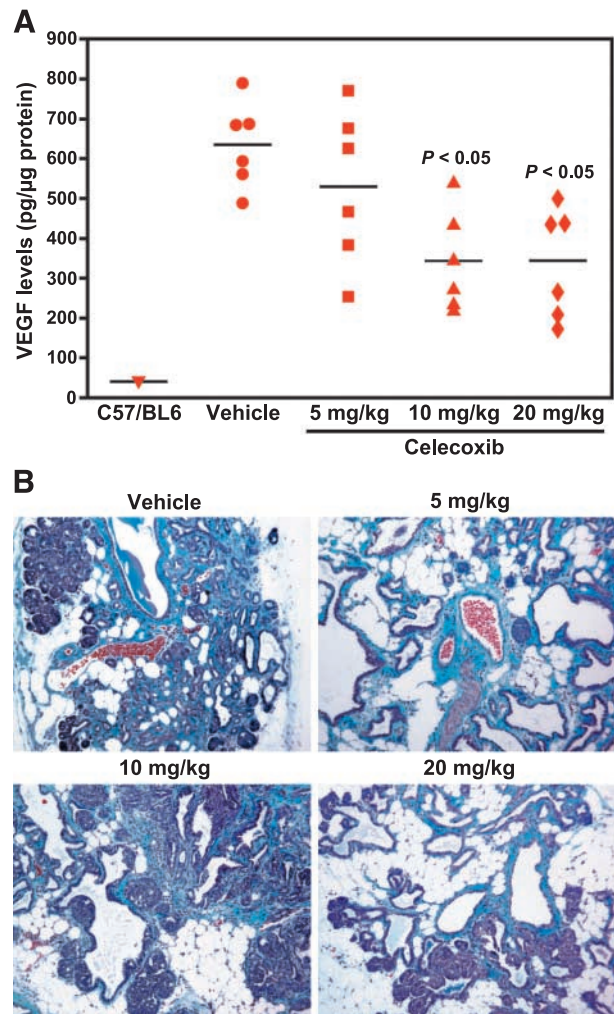 A
VEGF levels (pg/µg protein)
900
800
700
600
500
400
300
200
100
0
P < 0.05
P < 0.05
C57/BL6 Vehicle 5 mg/kg 10 mg/kg 20 mg/kg
Celecoxib
B
Vehicle 5 mg/kg
10 mg/kg 20 mg/kg